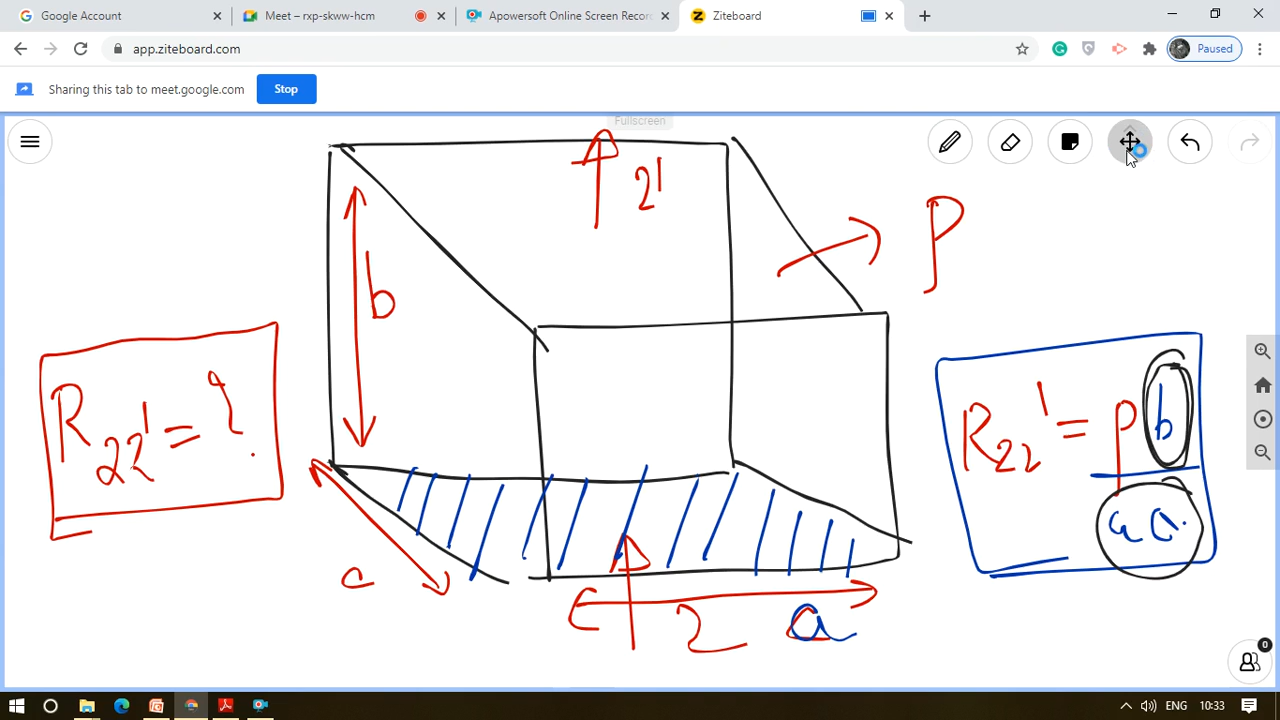 Google Account
Meet – rxp-skww-hcm
Apowersoft Online Screen Recor
Ziteboard
app.ziteboard.com
Paused
Sharing this tab to meet.google.com
Stop
Fullscreen
2'
P
b
R22' = ?
R22' = ρ b
a
c
2
a
0
ENG
10:33